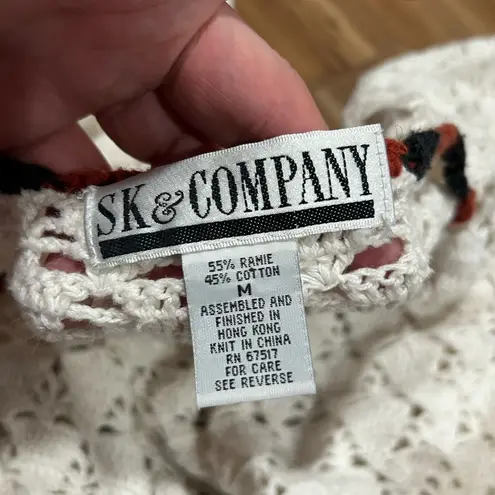 SK & COMPANY
55% RAMIE
45% COTTON
M
ASSEMBLED AND
FINISHED IN
HONG KONG
KNIT IN CHINA
RN 67517
FOR CARE
SEE REVERSE